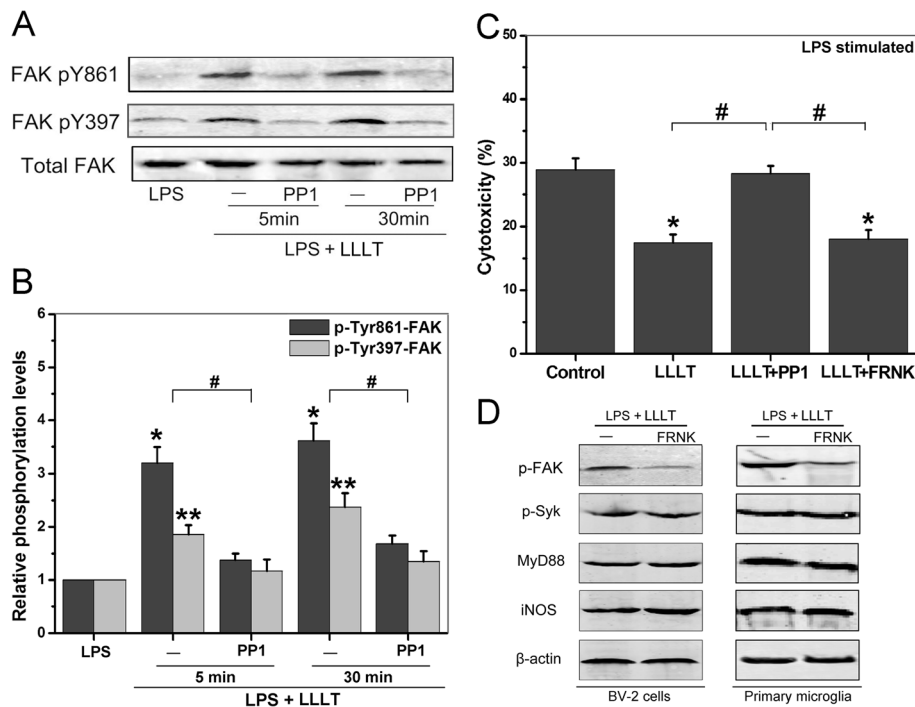 A
FAK pY861
FAK pY397
Total FAK
LPS — PP1 — PP1
5min 30min
LPS + LLLT
B
Relative phosphorylation levels
6
5
4
3
2
1
0
p-Tyr861-FAK
p-Tyr397-FAK
# #
* ** * **
LPS — PP1 — PP1
5 min 30 min
LPS + LLLT
C
Cytotoxicity (%)
50
40
30
20
10
0
LPS stimulated
# #
* *
Control LLLT LLLT+PP1 LLLT+FRNK
D
LPS + LLLT LPS + LLLT
— FRNK — FRNK
p-FAK
p-Syk
MyD88
iNOS
β-actin
BV-2 cells Primary microglia